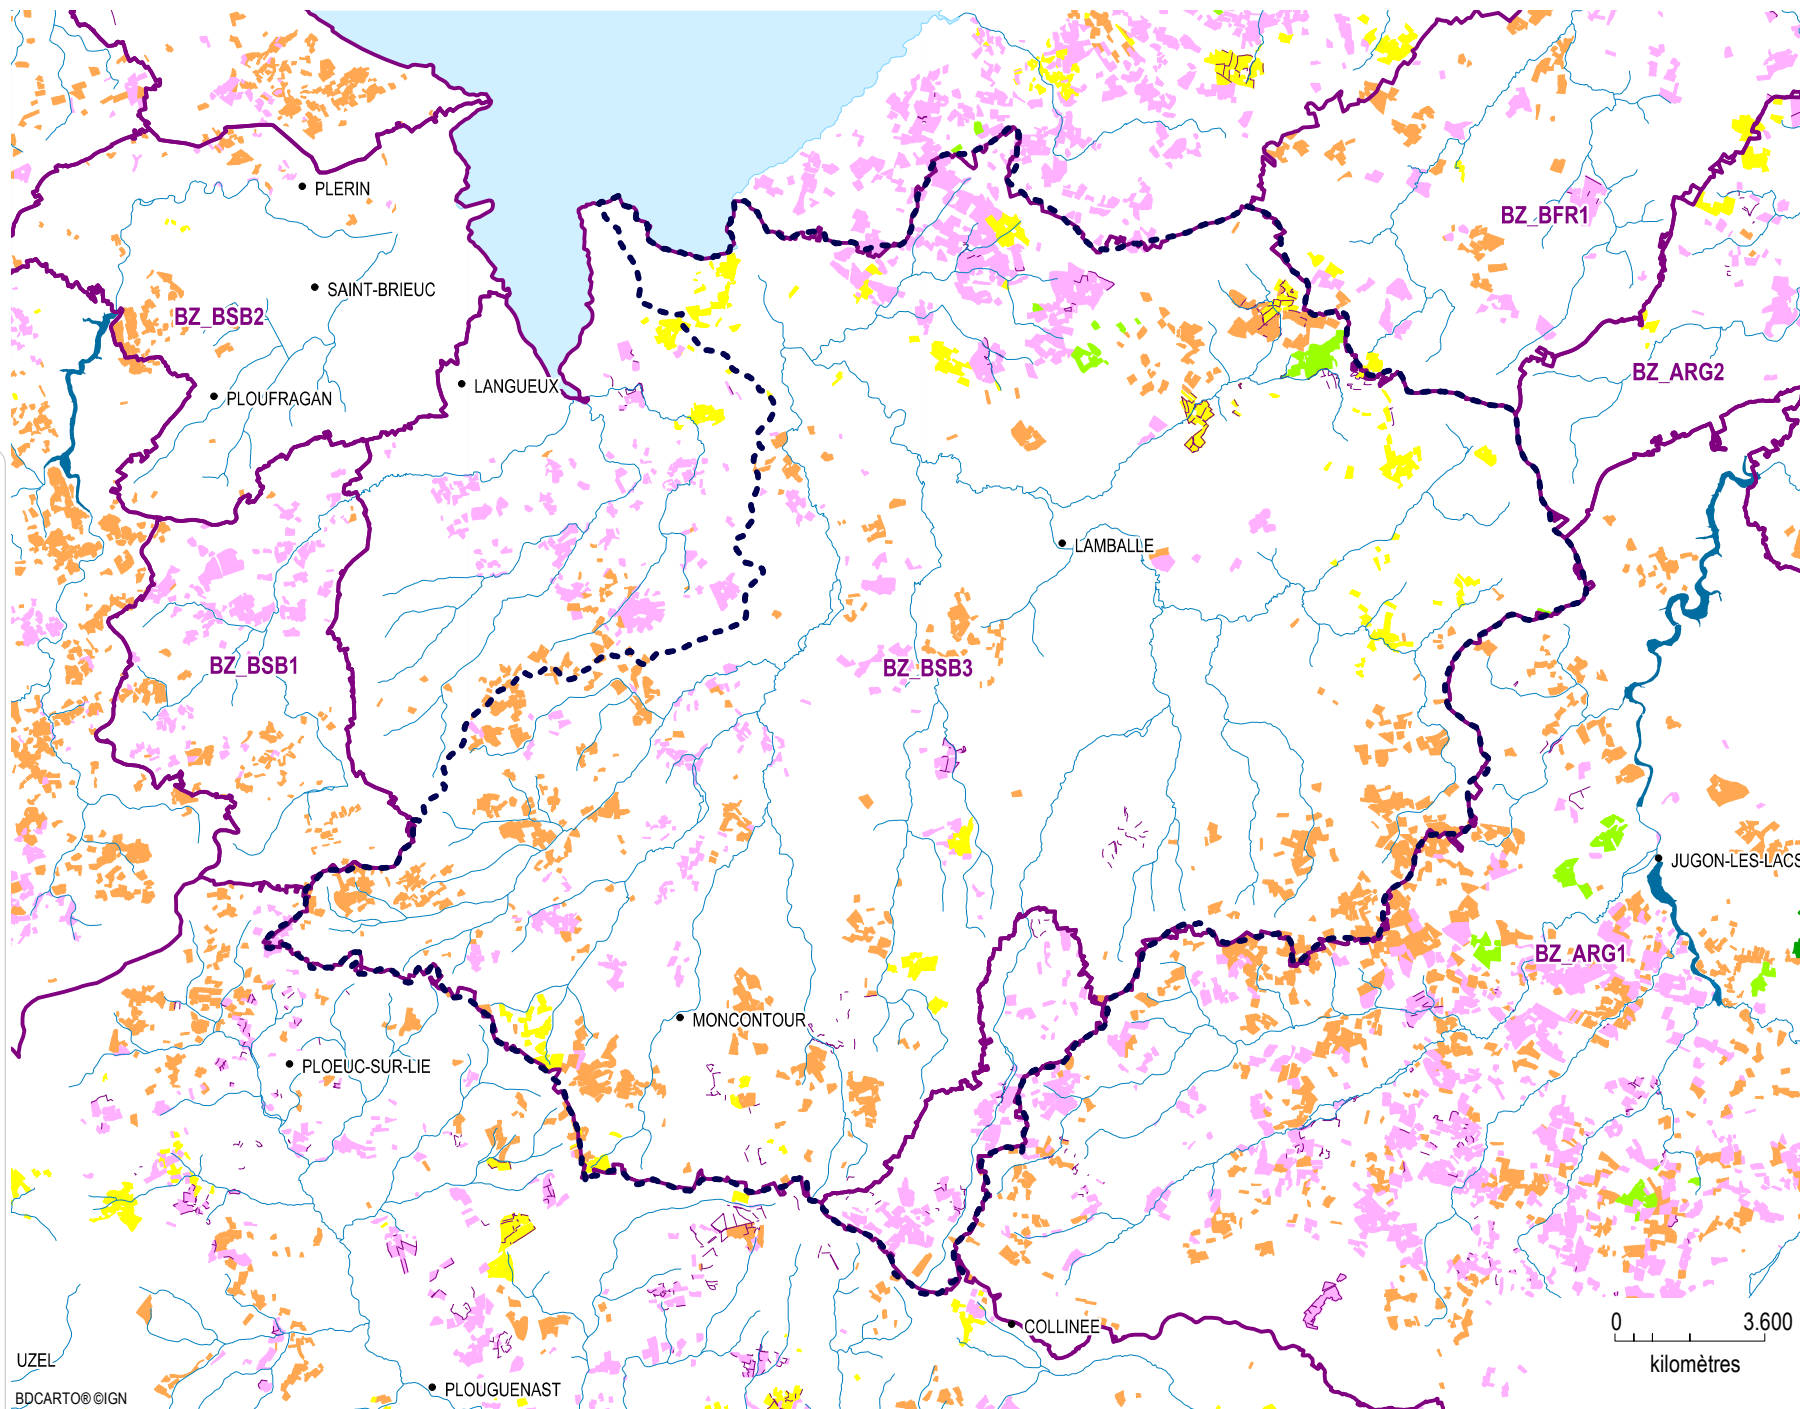 PLERIN
BZ_BFR1
SAINT-BRIEUC
BZ_BSB2
BZ_ARG2
LANGUEUX
PLOUFRAGAN
LAMBALLE
BZ_BSB1
BZ_BSB3
JUGON-LES-LACS
BZ_ARG1
MONCONTOUR
PLOEUC-SUR-LIE
0 3.600
kilomètres
COLLINEE
UZEL
PLOUGUENAST
BDCARTO® ©IGN